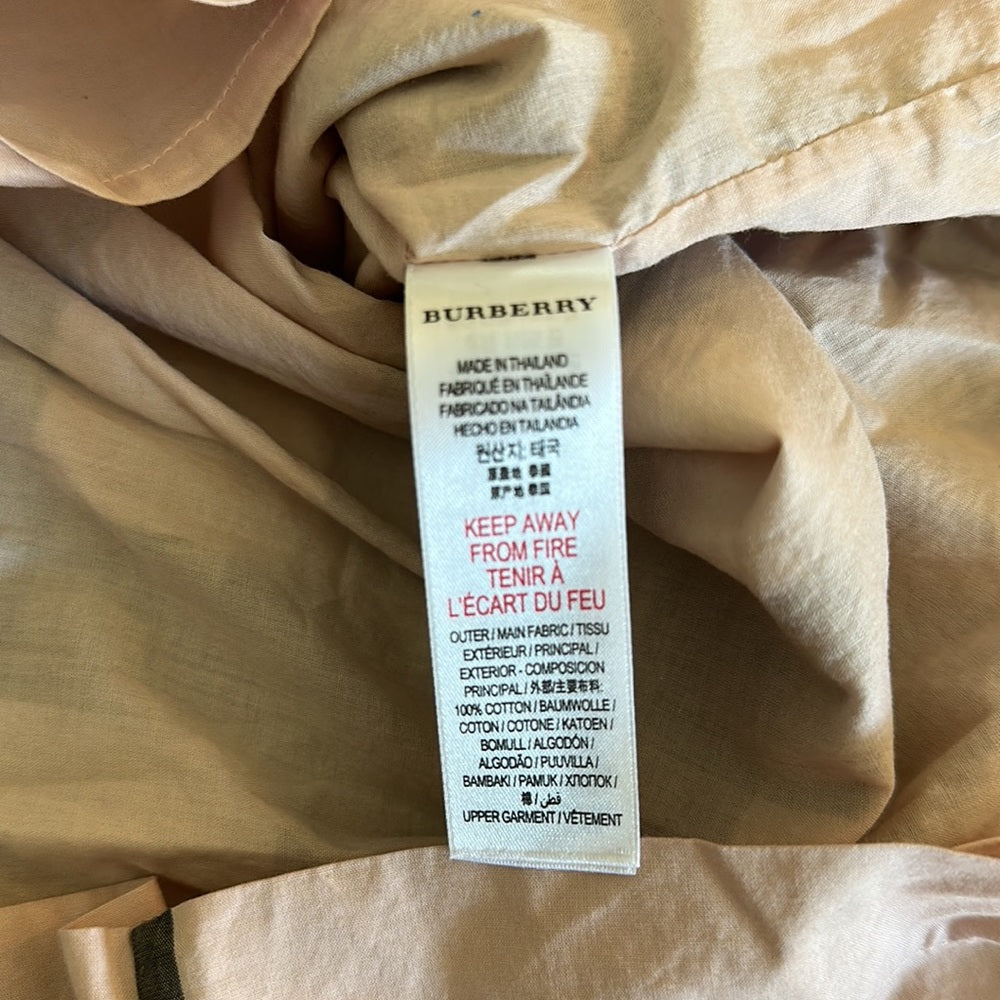 BURBERRY
MADE IN THAILAND
FABRIQUÉ EN THAÏLANDE
FABRICADO NA TAILÂNDIA
HECHO EN TAILANDIA
원산지: 태국
原產地 泰國
原产地 泰国
KEEP AWAY
FROM FIRE
TENIR À
L'ÉCART DU FEU
OUTER / MAIN FABRIC / TISSU
EXTÉRIEUR / PRINCIPAL /
EXTERIOR - COMPOSICION
PRINCIPAL / 外部/主要布料:
100% COTTON / BAUMWOLLE /
COTON / COTONE / KATOEN /
BOMULL / ALGODÓN /
ALGODÃO / PUUVILLA /
BAMBAKI / PAMUK / ХЛОПОК /
棉 / قطن
UPPER GARMENT / VÊTEMENT